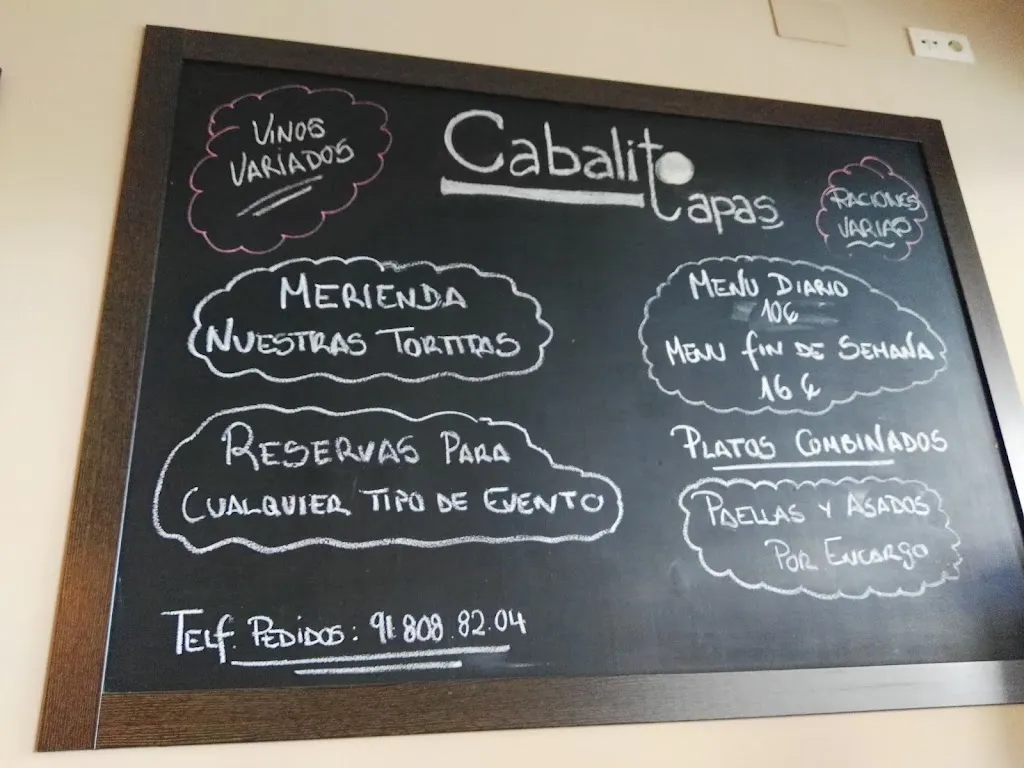 VINOS
VARIADOS
Cabalito
tapas
RACIONES
VARIAS
MERIENDA
NUESTRAS TORTITAS
MENU DIARIO
10€
MENU fIN DE SEMANA
16 €
RESERVAS PARA
CUALQUIER TIPO DE EVENTO
PLATOS COMBINADOS
PAELLAS Y ASADOS
POR ENCARGO
TELF. PEDIDOS: 91 808.82.04